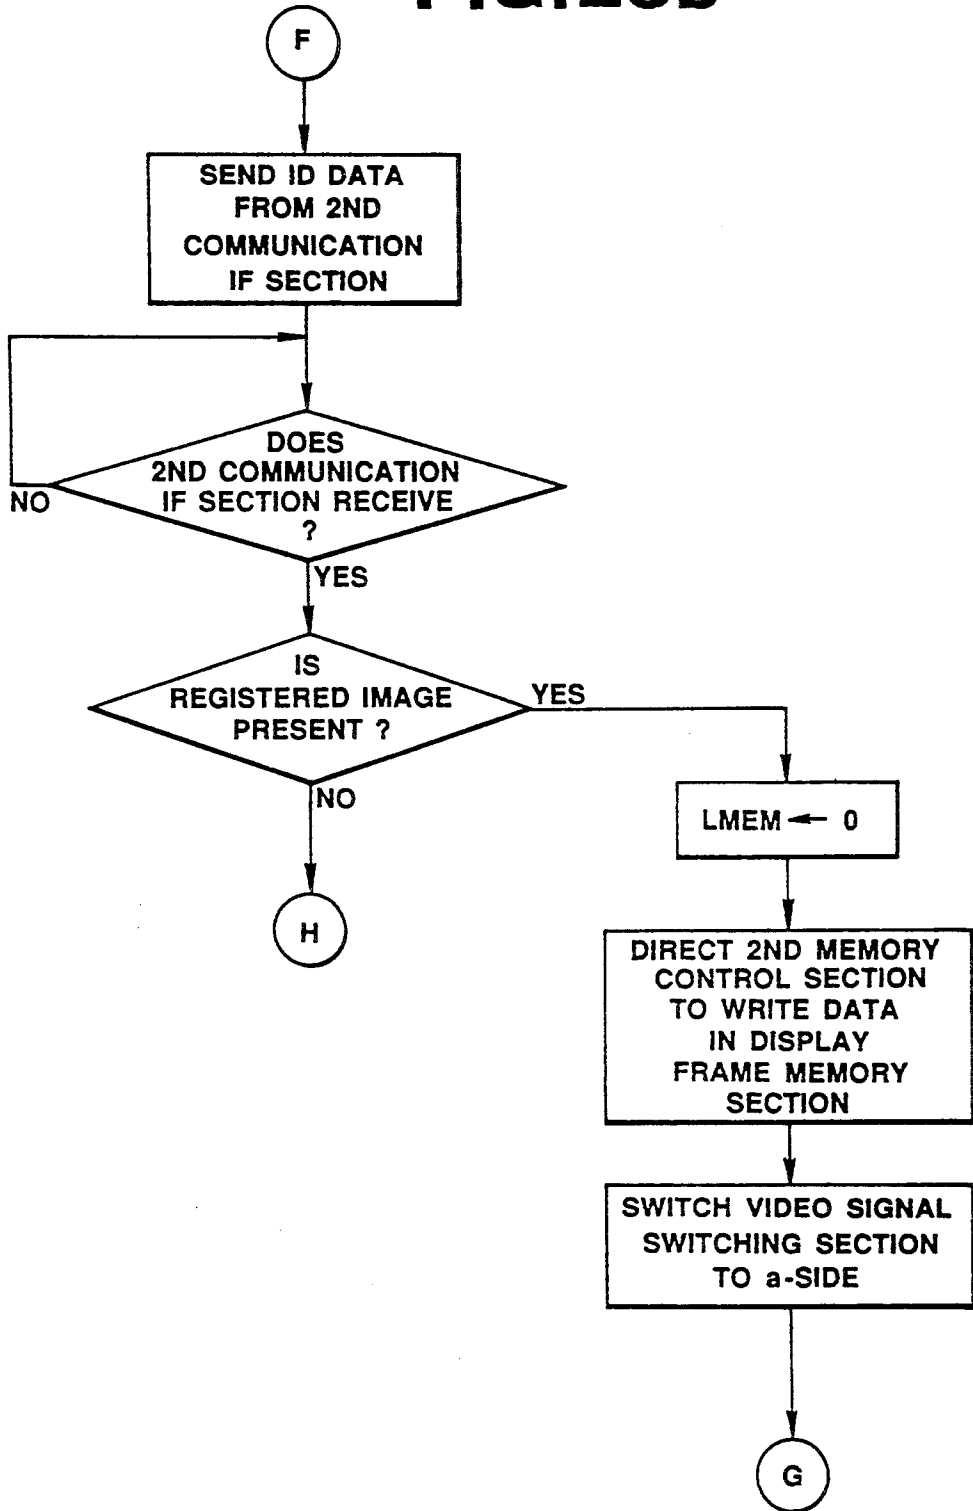 F
SEND ID DATA
FROM 2ND
COMMUNICATION
IF SECTION
DOES
2ND COMMUNICATION
IF SECTION RECEIVE
?
NO
YES
IS
REGISTERED IMAGE
PRESENT ?
YES
NO
LMEM ← 0
H
DIRECT 2ND MEMORY
CONTROL SECTION
TO WRITE DATA
IN DISPLAY
FRAME MEMORY
SECTION
SWITCH VIDEO SIGNAL
SWITCHING SECTION
TO a-SIDE
G